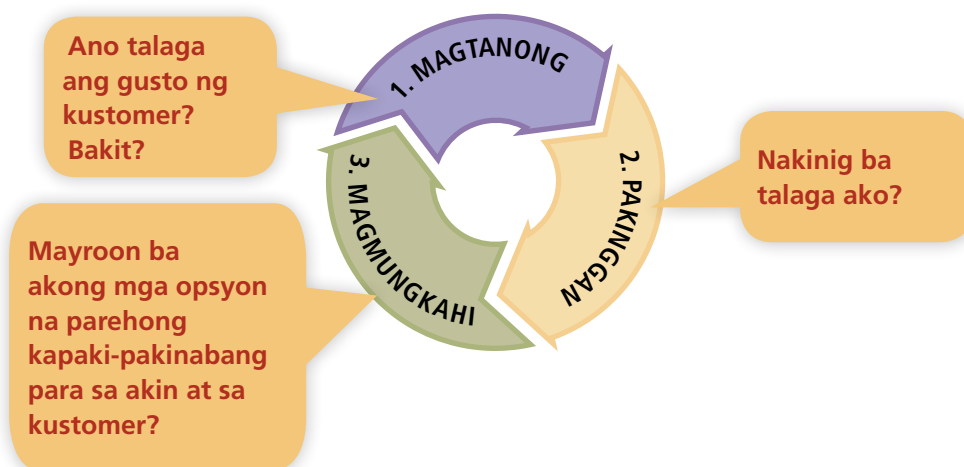 Ano talaga
ang gusto ng
kustomer?
Bakit?
1. MAGTANONG
2. PAKINGGAN
Nakinig ba
talaga ako?
3. MAGMUNGKAHI
Mayroon ba
akong mga opsyon
na parehong
kapaki-pakinabang
para sa akin at sa
kustomer?